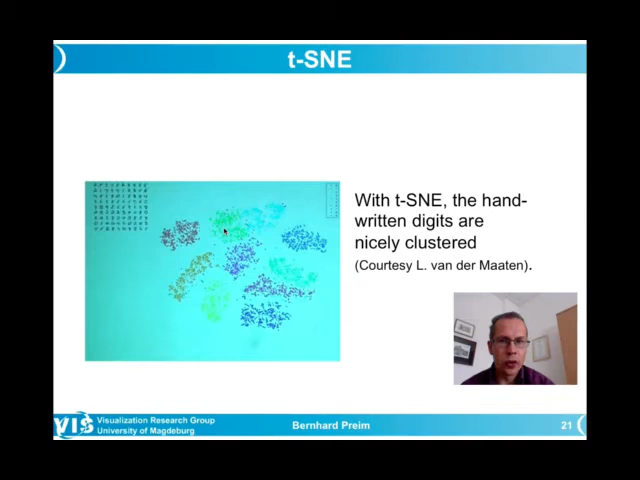 t-SNE
With t-SNE, the hand-
written digits are
nicely clustered
(Courtesy L. van der Maaten).
VIS
Visualization Research Group
University of Magdeburg
Bernhard Preim
21